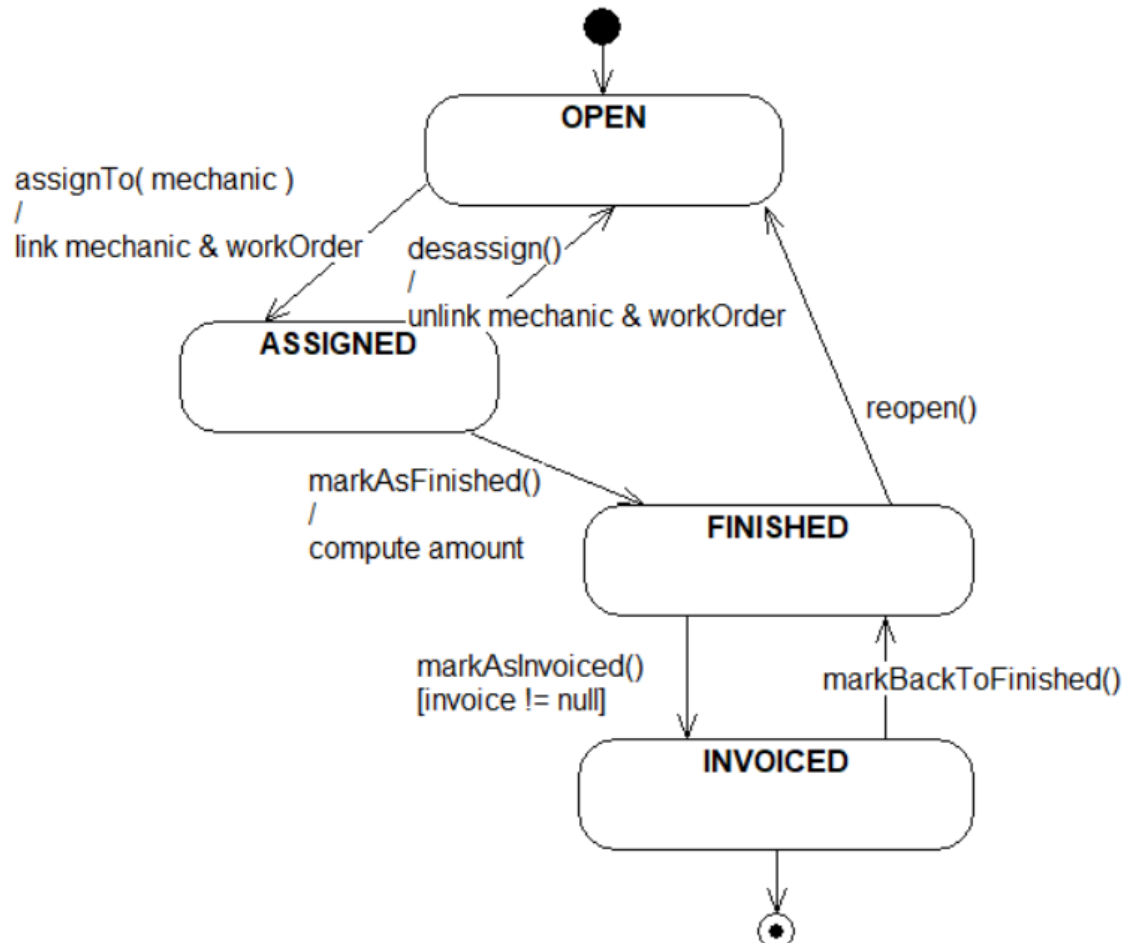 OPEN
assignTo( mechanic )
/
link mechanic & workOrder
desassign()
/
unlink mechanic & workOrder
ASSIGNED
reopen()
markAsFinished()
/
compute amount
FINISHED
markAsInvoiced()
[invoice != null]
markBackToFinished()
INVOICED